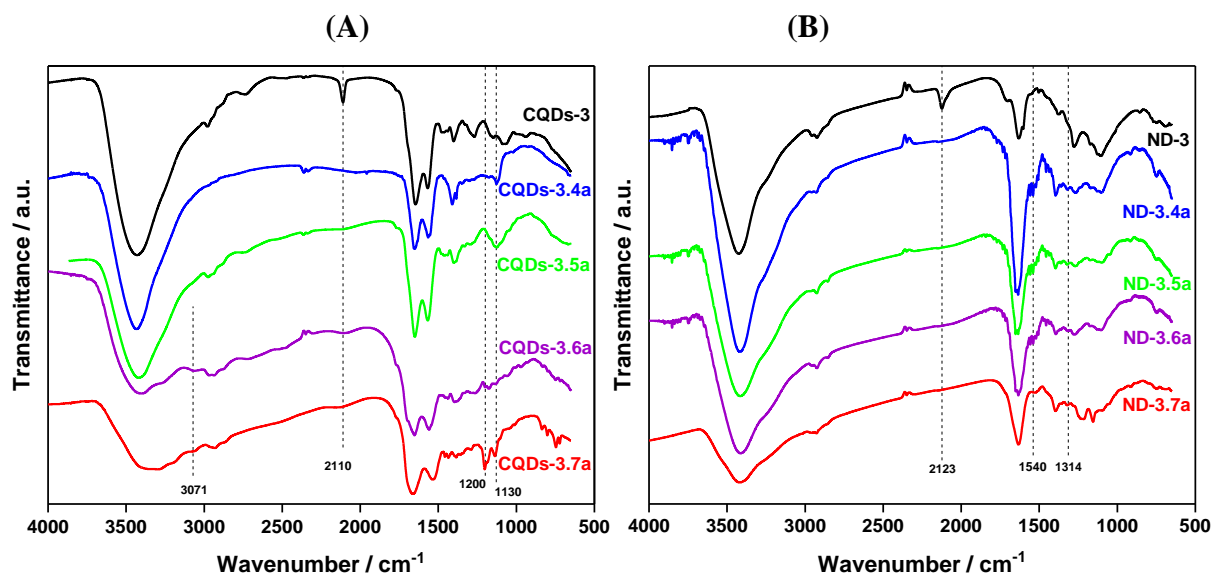 (A)
(B)
Transmittance / a.u.
CQDs-3
CQDs-3.4a
CQDs-3.5a
CQDs-3.6a
CQDs-3.7a
3071
2110
1200
1130
4000 3500 3000 2500 2000 1500 1000 500
Wavenumber / cm⁻¹
Transmittance / a.u.
ND-3
ND-3.4a
ND-3.5a
ND-3.6a
ND-3.7a
2123
1540
1314
4000 3500 3000 2500 2000 1500 1000 500
Wavenumber / cm⁻¹